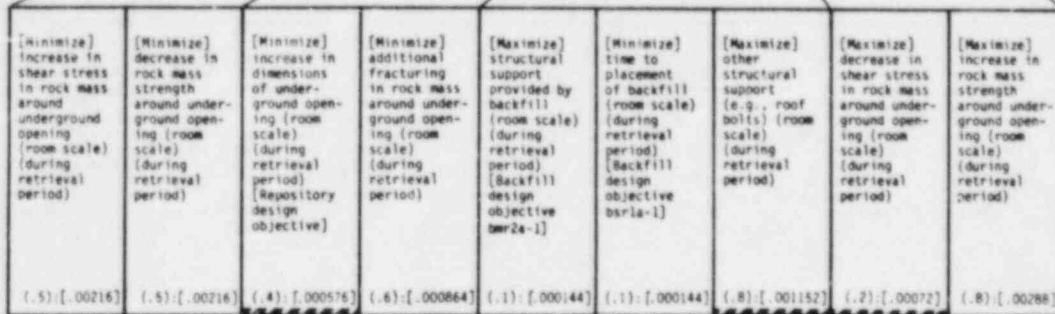 [Minimize]
increase in
shear stress
in rock mass
around
underground
opening
(room scale)
(during
retrieval
period)
(.5):[.00216]
[Minimize]
decrease in
rock mass
strength
around under-
ground open-
ing (room
scale)
(during
retrieval
period)
(.5):[.00216]
[Minimize]
increase in
dimensions
of under-
ground open-
ing (room
scale)
(during
retrieval
period)
[Repository
design
objective]
(.4):[.000576]
[Minimize]
additional
fracturing
in rock mass
around under-
ground open-
ing (room
scale)
(during
retrieval
period)
(.6):[.000864]
[Maximize]
structural
support
provided by
backfill
(room scale)
(during
retrieval
period)
[Backfill
design
objective
bmr2a-1]
(.1):[.000144]
[Minimize]
time to
placement
of backfill
(room scale)
(during
retrieval
period)
[Backfill
design
objective
bsr1a-1]
(.1):[.000144]
[Maximize]
other
structural
support
(e.g., roof
bolts) (room
scale)
(during
retrieval
period)
(.8):[.001152]
[Maximize]
decrease in
shear stress
in rock mass
around under-
ground open-
ing (room
scale)
(during
retrieval
period)
(.2):[.00072]
[Maximize]
increase in
rock mass
strength
around under-
ground open-
ing (room
scale)
(during
retrieval
period)
(.8):[.00288]